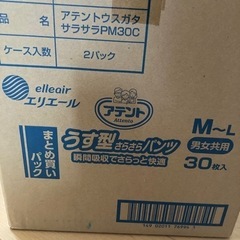 商品名
アテントウスガタ
サラサラPM30C
ケース入数
2パック
elleair
エリエール
アテント
Attento
まとめ買い
パック
うす型さらさらパンツ
瞬間吸収でさらっと快適
M〜L
男女共用
30枚入